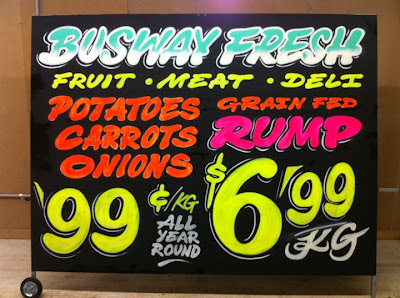 BUSWAY FRESH
FRUIT · MEAT · DELI
POTATOES
CARROTS
ONIONS
'99 ¢/KG
ALL
YEAR
ROUND
GRAIN FED
RUMP
$6'99
KG